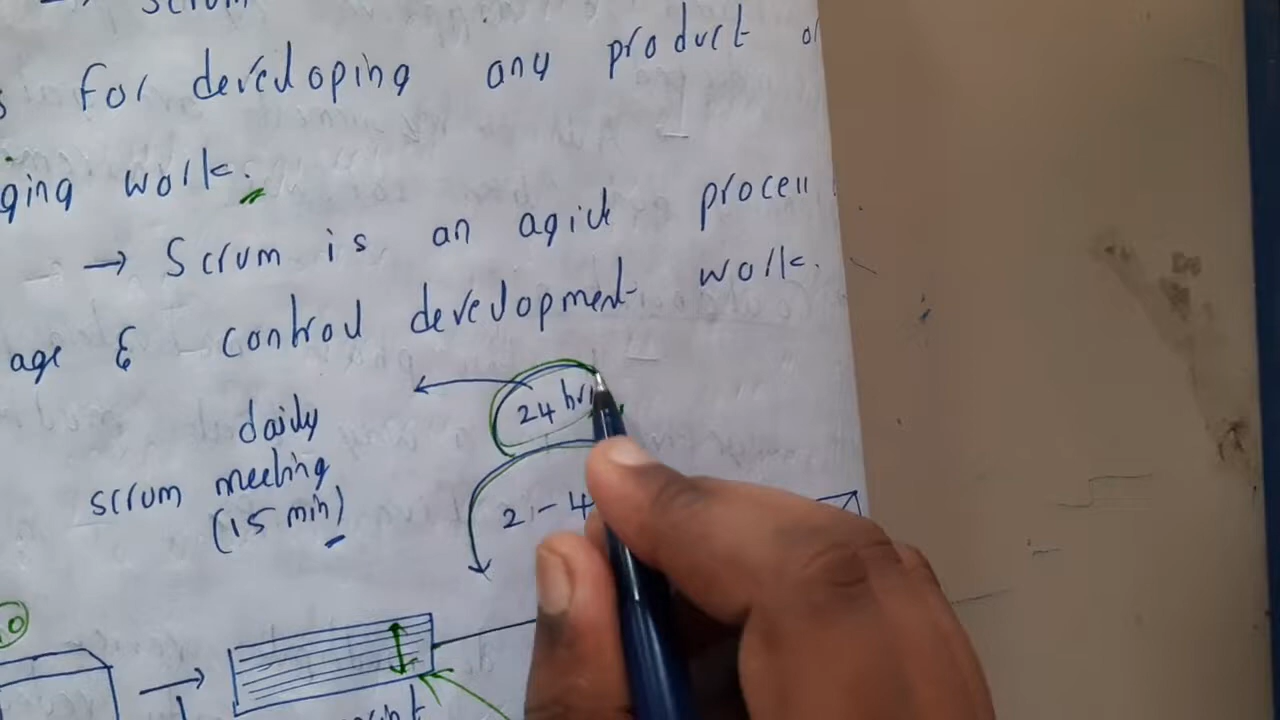 scrum
for developing any product
ging work.
→ Scrum is an agile process
age & control development work.
24 hrs
daily
scrum meeting
(15 min)
2-4